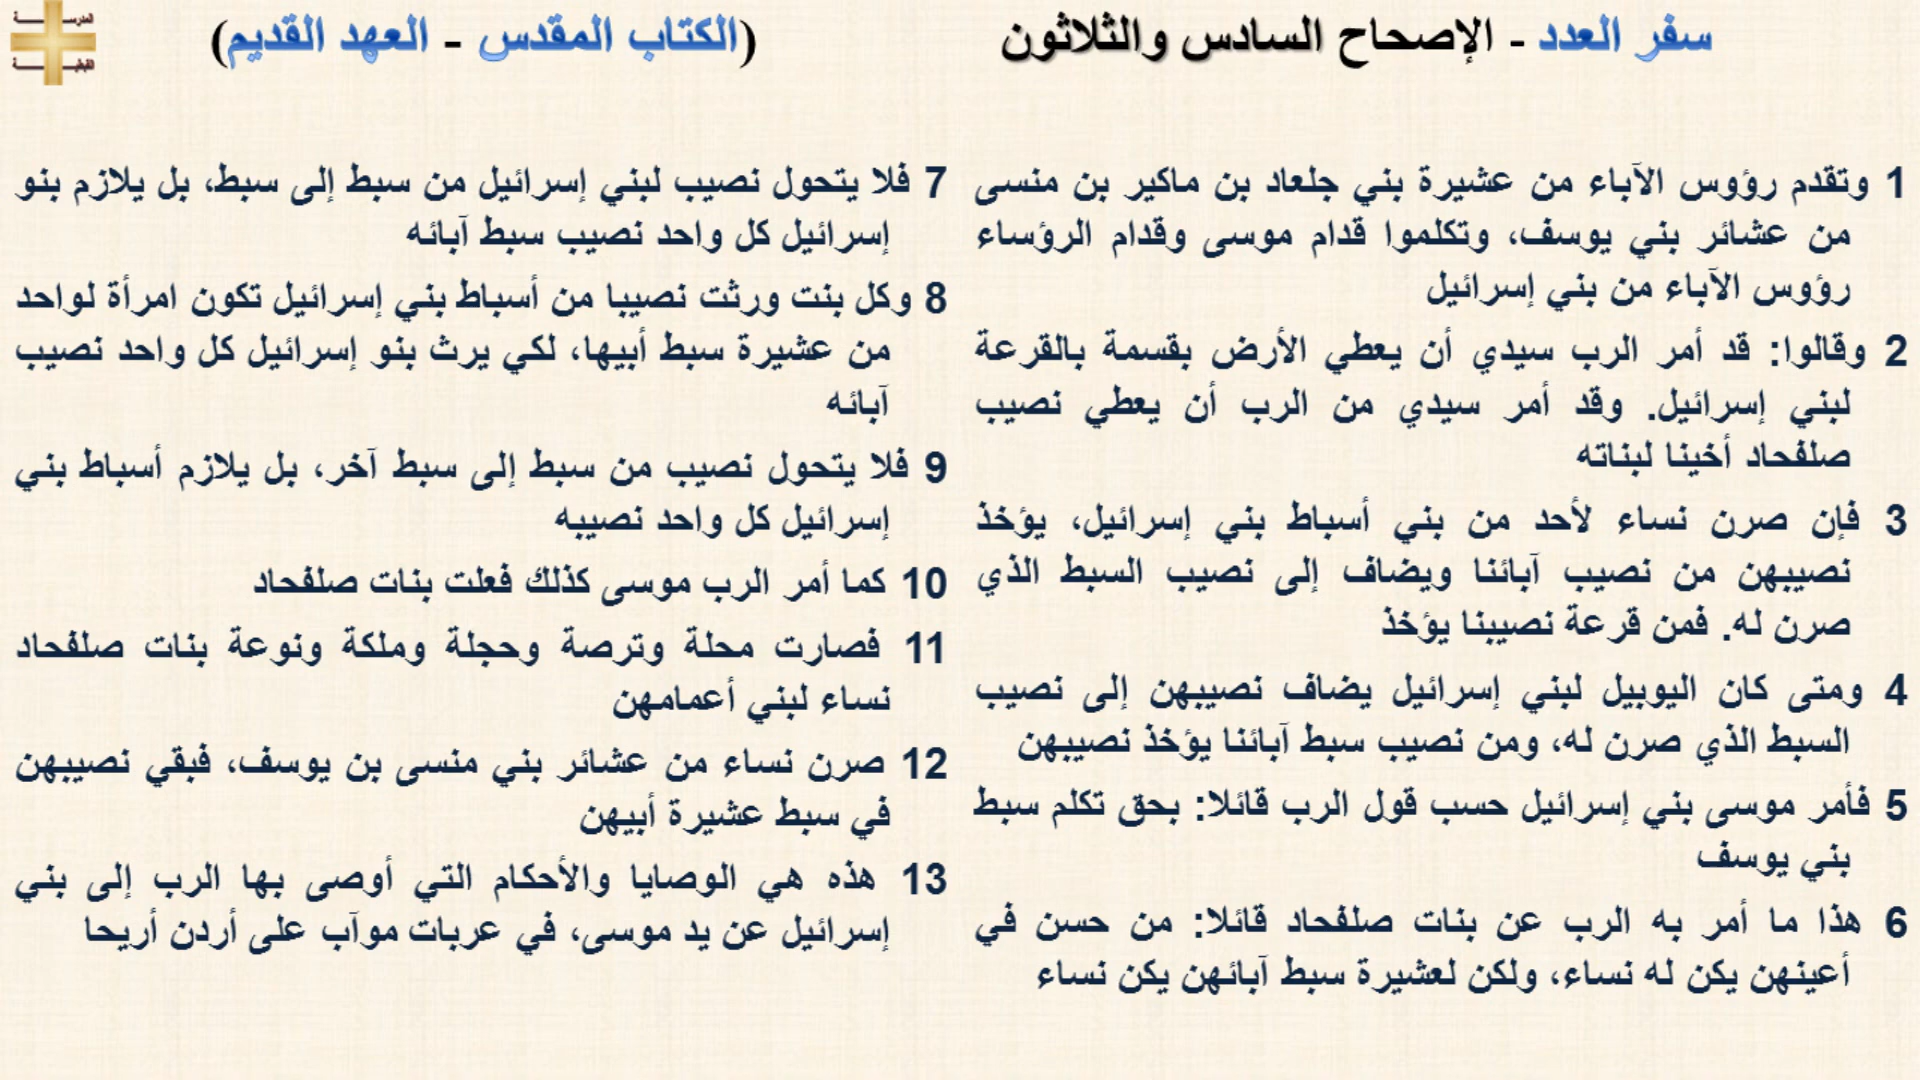 سفر العدد - الإصحاح السادس والثلاثون
(الكتاب المقدس - العهد القديم)
1 وتقدم رؤوس الآباء من عشيرة بني جلعاد بن ماكير بن منسى
من عشائر بني يوسف، وتكلموا قدام موسى وقدام الرؤساء
رؤوس الآباء من بني إسرائيل
2 وقالوا: قد أمر الرب سيدي أن يعطي الأرض بقسمة بالقرعة
لبني إسرائيل. وقد أمر سيدي من الرب أن يعطي نصيب
صلفحاد أخينا لبناته
3 فإن صرن نساء لأحد من بني أسباط بني إسرائيل، يؤخذ
نصيبهن من نصيب آبائنا ويضاف إلى نصيب السبط الذي
صرن له. فمن قرعة نصيبنا يؤخذ
4 ومتى كان اليوبيل لبني إسرائيل يضاف نصيبهن إلى نصيب
السبط الذي صرن له، ومن نصيب سبط آبائنا يؤخذ نصيبهن
5 فأمر موسى بني إسرائيل حسب قول الرب قائلا: بحق تكلم سبط
بني يوسف
6 هذا ما أمر به الرب عن بنات صلفحاد قائلا: من حسن في
أعينهن يكن له نساء، ولكن لعشيرة سبط آبائهن يكن نساء
7 فلا يتحول نصيب لبني إسرائيل من سبط إلى سبط، بل يلازم بنو
إسرائيل كل واحد نصيب سبط آبائه
8 وكل بنت ورثت نصيبا من أسباط بني إسرائيل تكون امرأة لواحد
من عشيرة سبط أبيها، لكي يرث بنو إسرائيل كل واحد نصيب
آبائه
9 فلا يتحول نصيب من سبط إلى سبط آخر، بل يلازم أسباط بني
إسرائيل كل واحد نصيبه
10 كما أمر الرب موسى كذلك فعلت بنات صلفحاد
11 فصارت محلة وترصة وحجلة وملكة ونوعة بنات صلفحاد
نساء لبني أعمامهن
12 صرن نساء من عشائر بني منسى بن يوسف، فبقي نصيبهن
في سبط عشيرة أبيهن
13 هذه هي الوصايا والأحكام التي أوصى بها الرب إلى بني
إسرائيل عن يد موسى، في عربات موآب على أردن أريحا